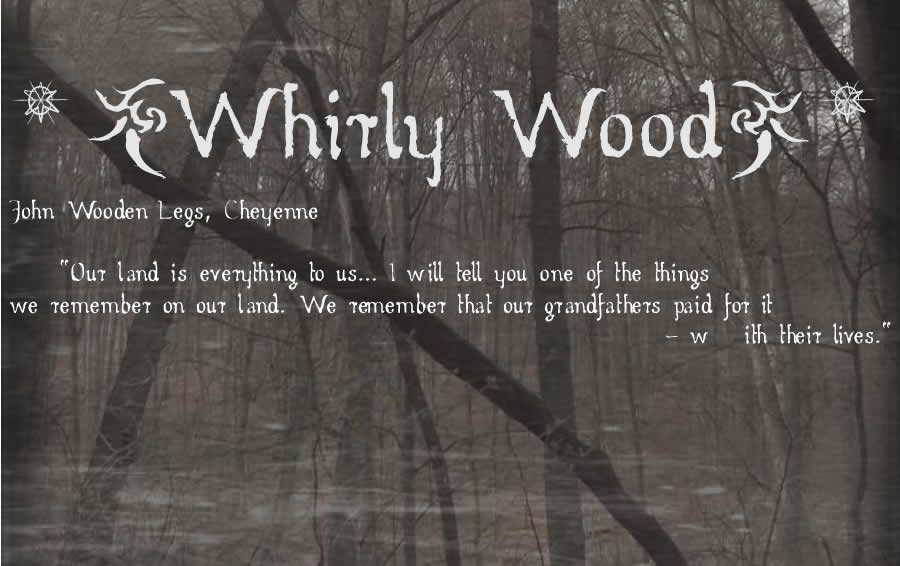 Whirly Wood
John Wooden Legs, Cheyenne
"Our land is everything to us... I will tell you one of the things
we remember on our land. We remember that our grandfathers paid for it
- w ith their lives."